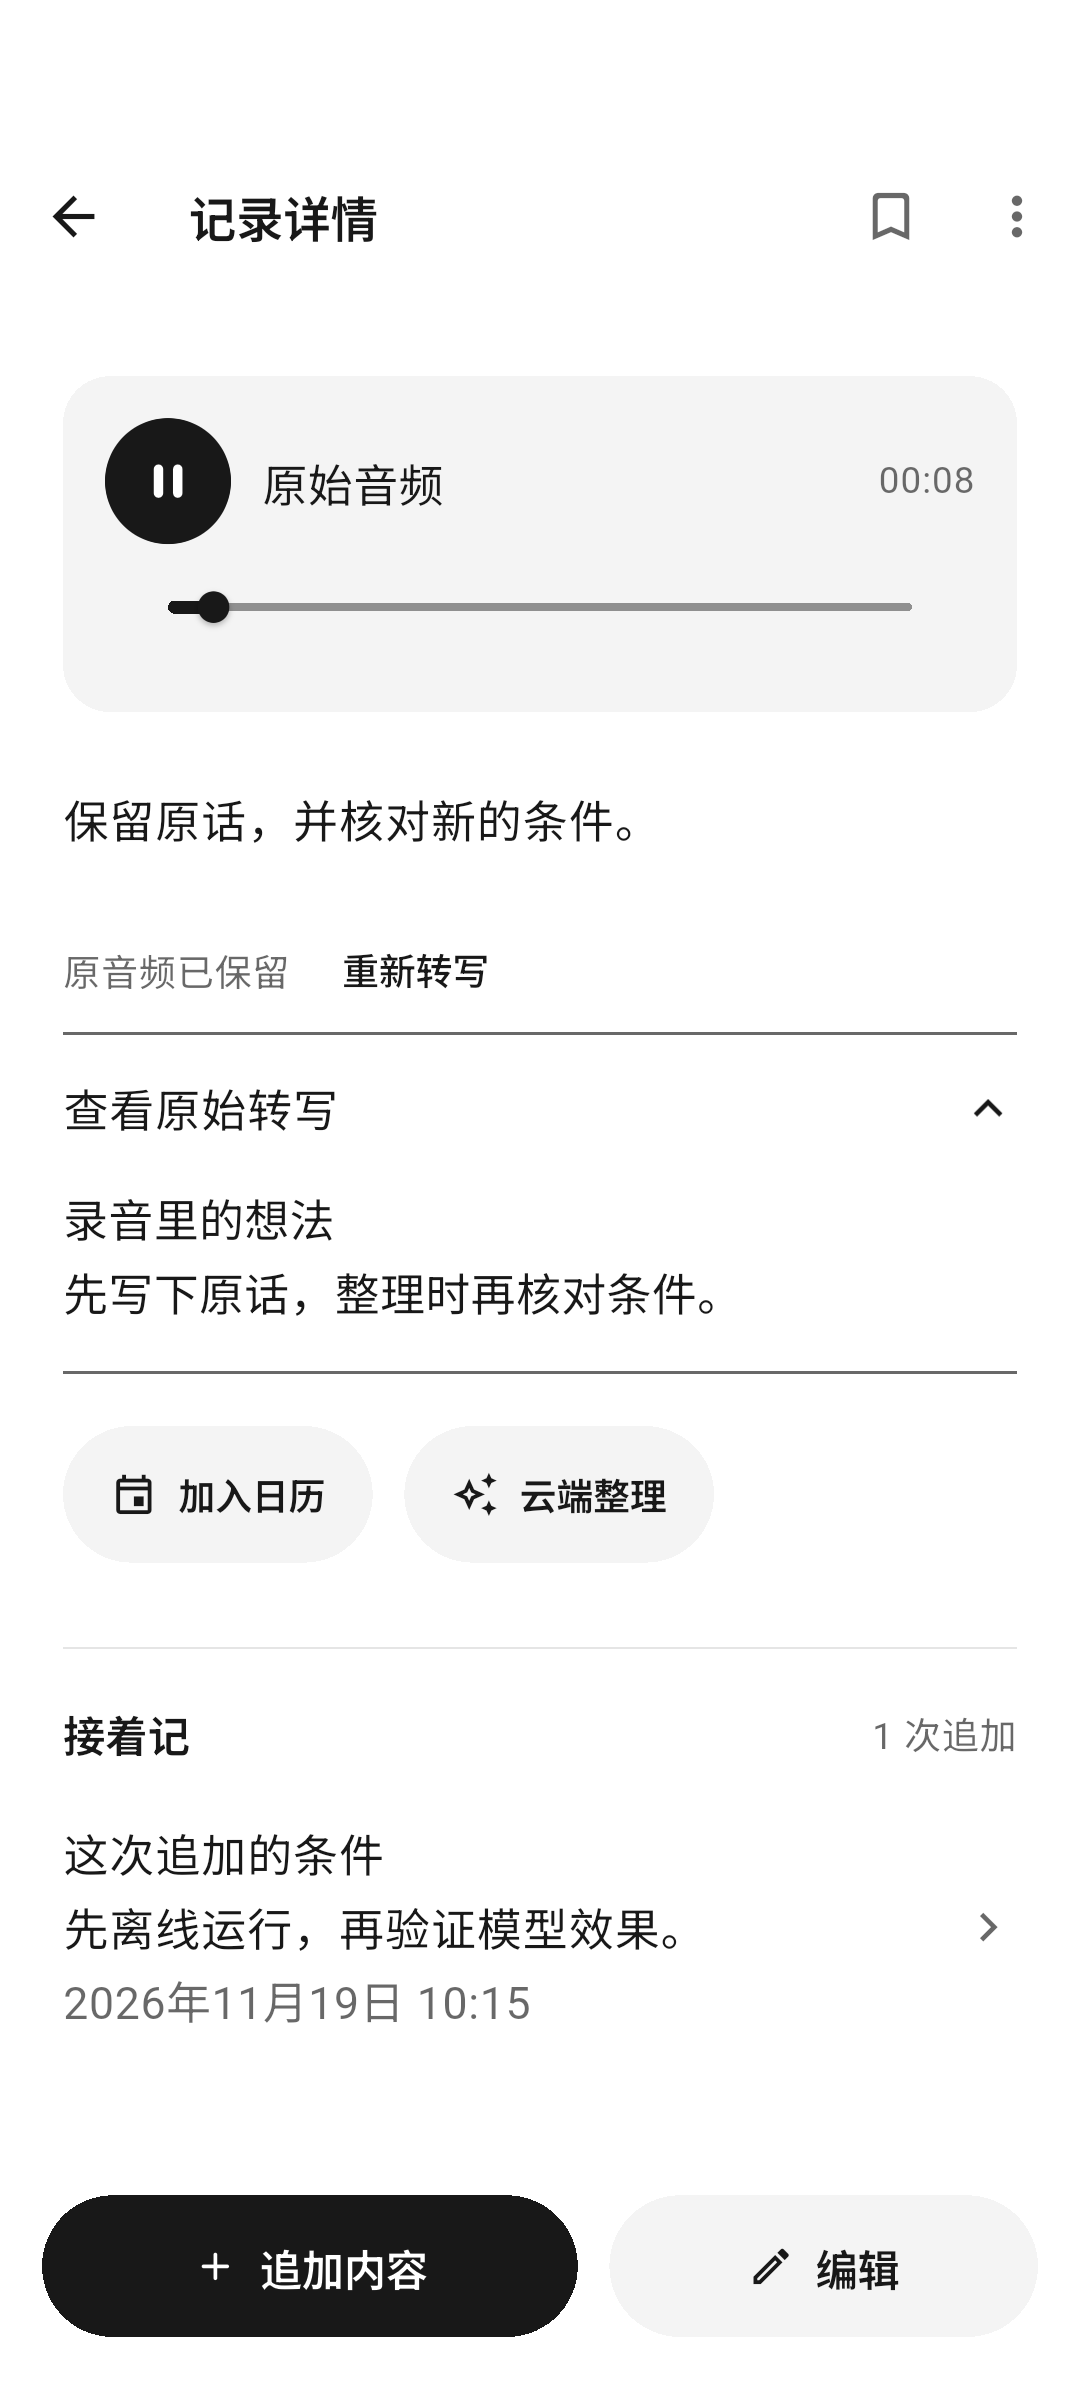 记录详情
原始音频
00:08
保留原话，并核对新的条件。
原音频已保留 重新转写
查看原始转写
录音里的想法
先写下原话，整理时再核对条件。
加入日历 云端整理
接着记
1 次追加
这次追加的条件
先离线运行，再验证模型效果。
2026年11月19日 10:15
追加内容 编辑